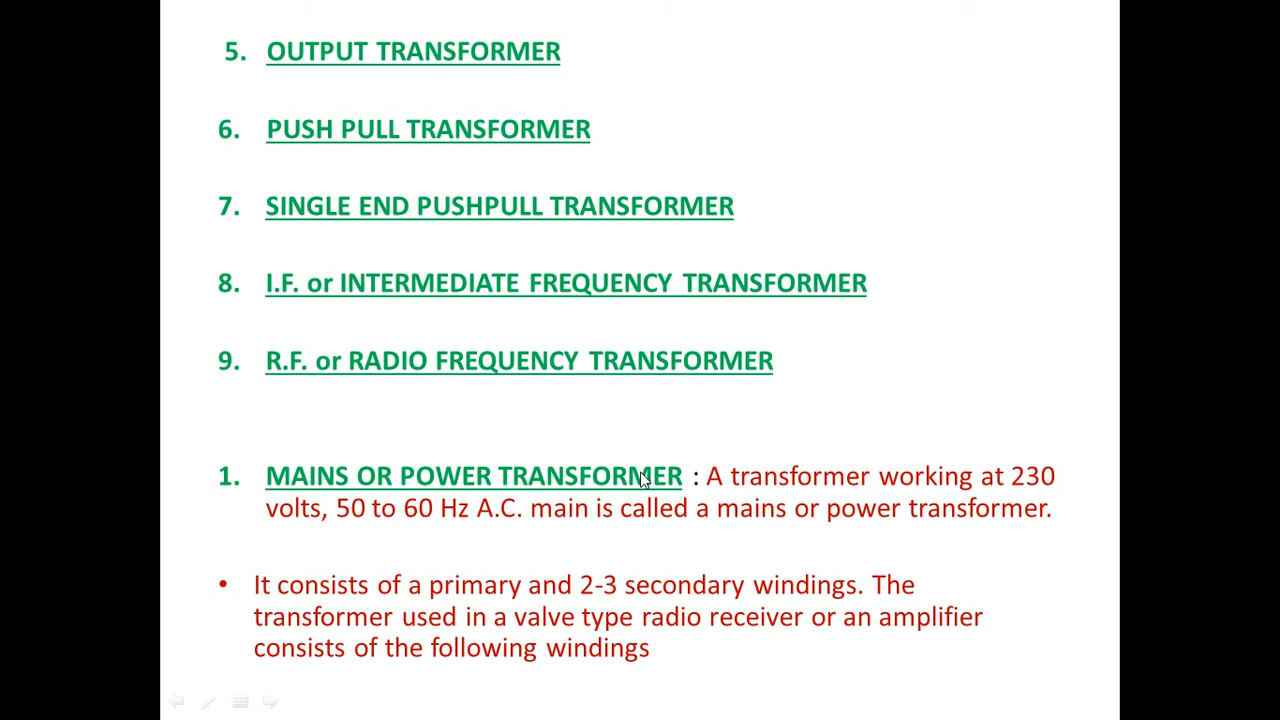 5. OUTPUT TRANSFORMER
6. PUSH PULL TRANSFORMER
7. SINGLE END PUSHPULL TRANSFORMER
8. I.F. or INTERMEDIATE FREQUENCY TRANSFORMER
9. R.F. or RADIO FREQUENCY TRANSFORMER
1. MAINS OR POWER TRANSFORMER : A transformer working at 230
volts, 50 to 60 Hz A.C. main is called a mains or power transformer.
• It consists of a primary and 2-3 secondary windings. The
transformer used in a valve type radio receiver or an amplifier
consists of the following windings